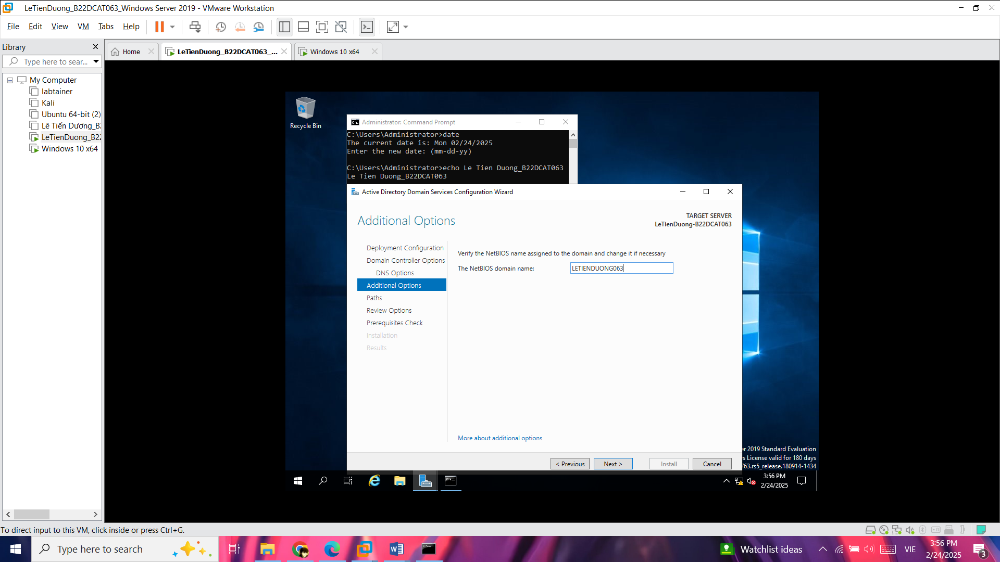 LeTienDuong_B22DCAT063_Windows Server 2019 - VMware Workstation
File Edit View VM Tabs Help
Library
Type here to sear...
Home
LeTienDuong_B22DCAT063_...
Windows 10 x64
My Computer
labtainer
Kali
Ubuntu 64-bit (2)
Lê Tiến Dương_B2
LeTienDuong_B22
Windows 10 x64
Recycle Bin
Administrator: Command Prompt
C:\Users\Administrator>date
The current date is: Mon 02/24/2025
Enter the new date: (mm-dd-yy)
C:\Users\Administrator>echo Le Tien Duong_B22DCAT063
Le Tien Duong_B22DCAT063
Active Directory Domain Services Configuration Wizard
Additional Options
TARGET SERVER
LeTienDuong-B22DCAT063
Deployment Configuration
Domain Controller Options
DNS Options
Additional Options
Paths
Review Options
Prerequisites Check
Installation
Results
Verify the NetBIOS name assigned to the domain and change it if necessary
The NetBIOS domain name:
LETIENDUONG063
More about additional options
< Previous
Next >
Install
Cancel
er 2019 Standard Evaluation
s License valid for 180 days
763.rs5_release.180914-1434
3:56 PM
2/24/2025
To direct input to this VM, click inside or press Ctrl+G.
Type here to search
Watchlist ideas
VIE
3:56 PM
2/24/2025
3